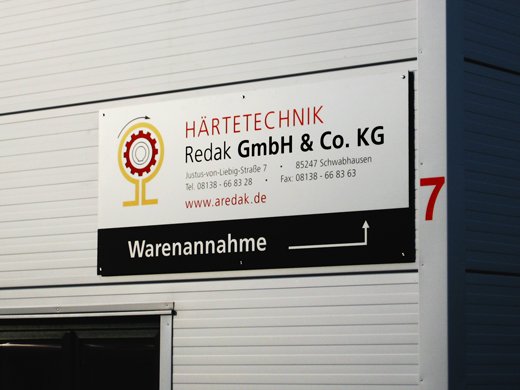 HÄRTETECHNIK
Redak GmbH & Co. KG
Justus-von-Liebig-Straße 7 • 85247 Schwabhausen
Tel. 08138 - 66 83 28 • Fax: 08138 - 66 83 63
www.aredak.de
Warenannahme
7